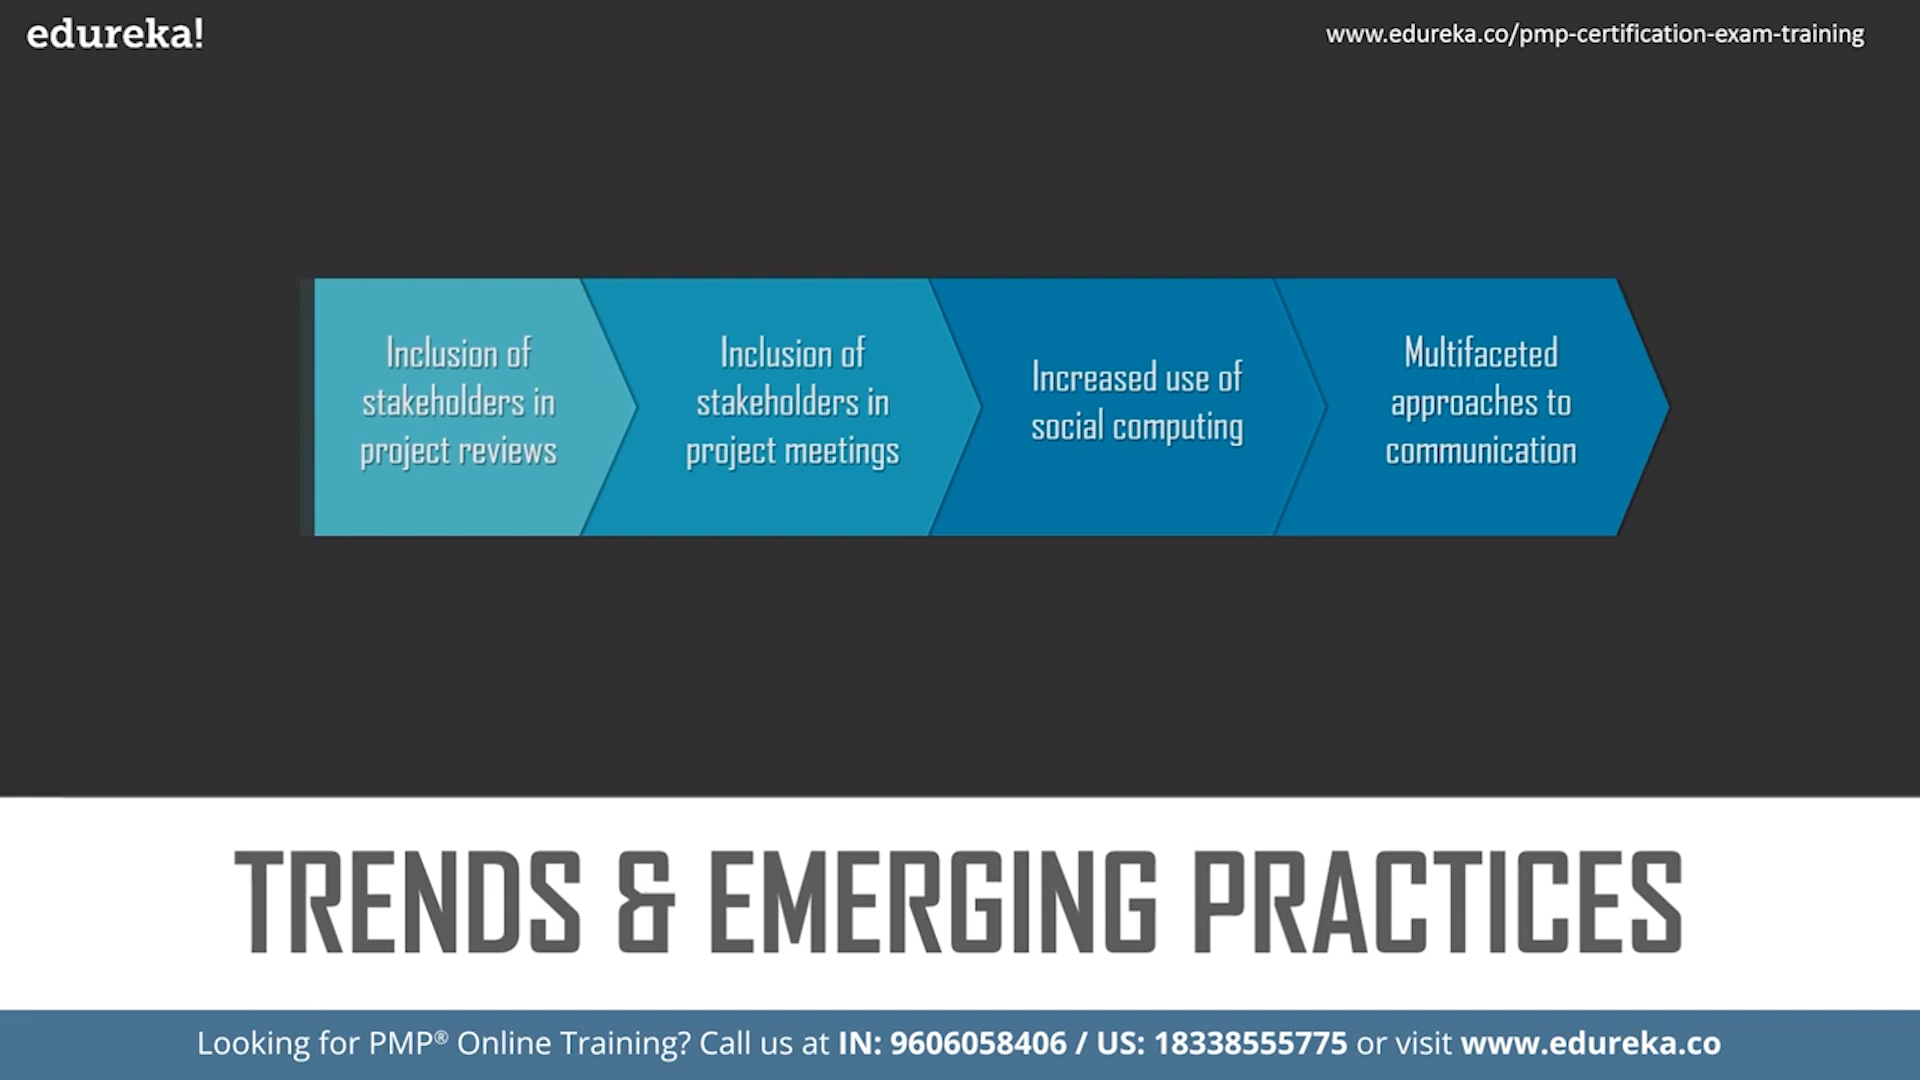 edureka!
www.edureka.co/pmp-certification-exam-training
Inclusion of
stakeholders in
project reviews
Inclusion of
stakeholders in
project meetings
Increased use of
social computing
Multifaceted
approaches to
communication
TRENDS & EMERGING PRACTICES
Looking for PMP® Online Training? Call us at IN: 9606058406 / US: 18338555775 or visit www.edureka.co